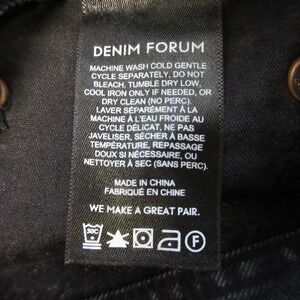 DENIM FORUM
MACHINE WASH COLD GENTLE
CYCLE SEPARATELY, DO NOT
BLEACH, TUMBLE DRY LOW,
COOL IRON ONLY IF NEEDED, OR
DRY CLEAN (NO PERC).
LAVER SÉPARÉMENT À LA
MACHINE À L'EAU FROIDE AU
CYCLE DÉLICAT, NE PAS
JAVELISER, SÉCHER À BASSE
TEMPÉRATURE, REPASSAGE
DOUX SI NÉCESSAIRE, OU
NETTOYER À SEC (SANS PERC).
MADE IN CHINA
FABRIQUÉ EN CHINE
WE MAKE A GREAT PAIR.
30C F